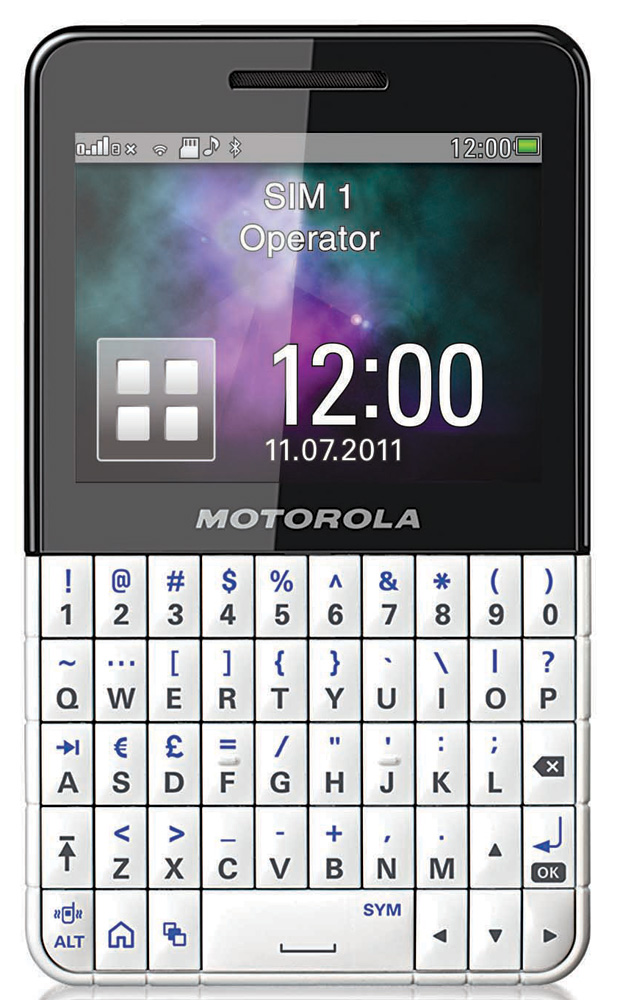 12:00
SIM 1
Operator
12:00
11.07.2011
MOTOROLA
! @ # $ % ^ & * ( )
1 2 3 4 5 6 7 8 9 0
~ ... [ ] { } ` \ | ?
Q W E R T Y U I O P
€ £ = / " ' : ;
A S D F G H J K L
< > _ - + , .
Z X C V B N M
OK
SYM
ALT